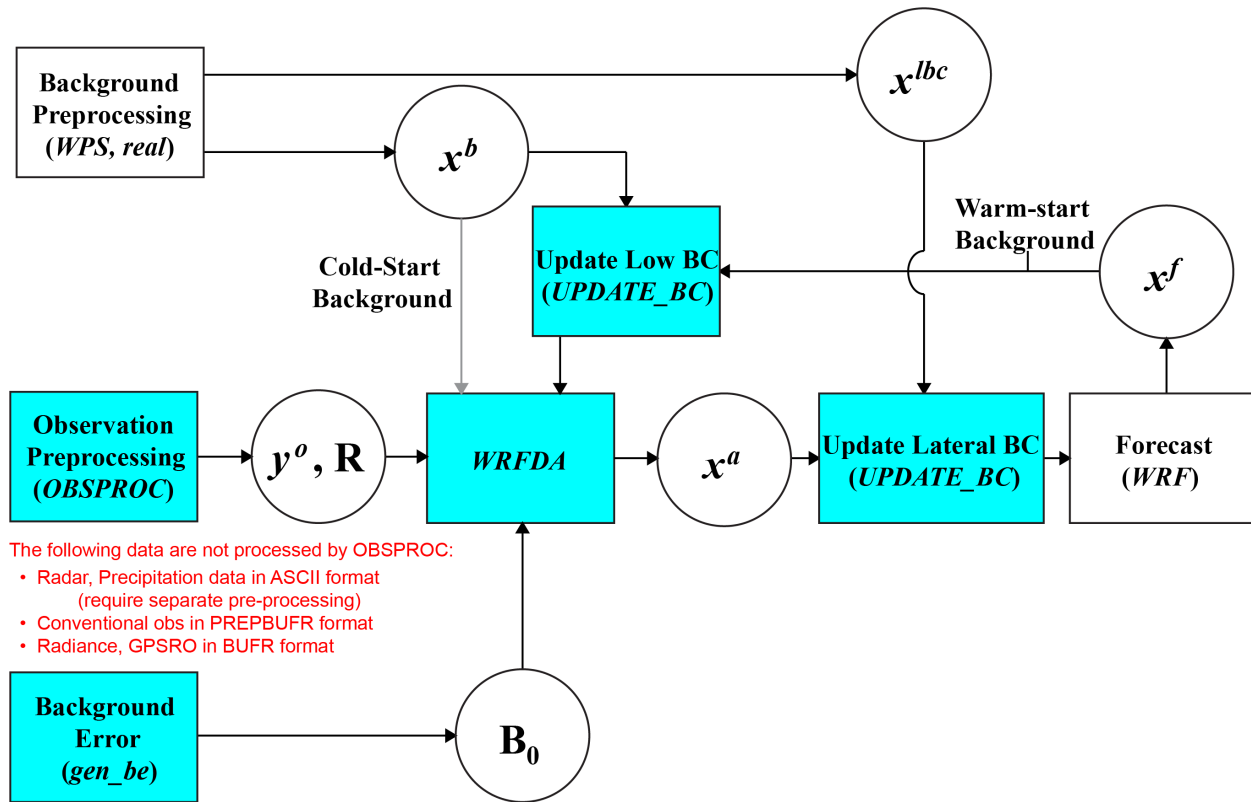 Background
Preprocessing
(WPS, real)
x^b
x^lbc
Cold-Start
Background
Update Low BC
(UPDATE_BC)
Warm-start
Background
x^f
Observation
Preprocessing
(OBSPROC)
y^o, R
WRFDA
x^a
Update Lateral BC
(UPDATE_BC)
Forecast
(WRF)
The following data are not processed by OBSPROC:
• Radar, Precipitation data in ASCII format
(require separate pre-processing)
• Conventional obs in PREPBUFR format
• Radiance, GPSRO in BUFR format
Background
Error
(gen_be)
B_0